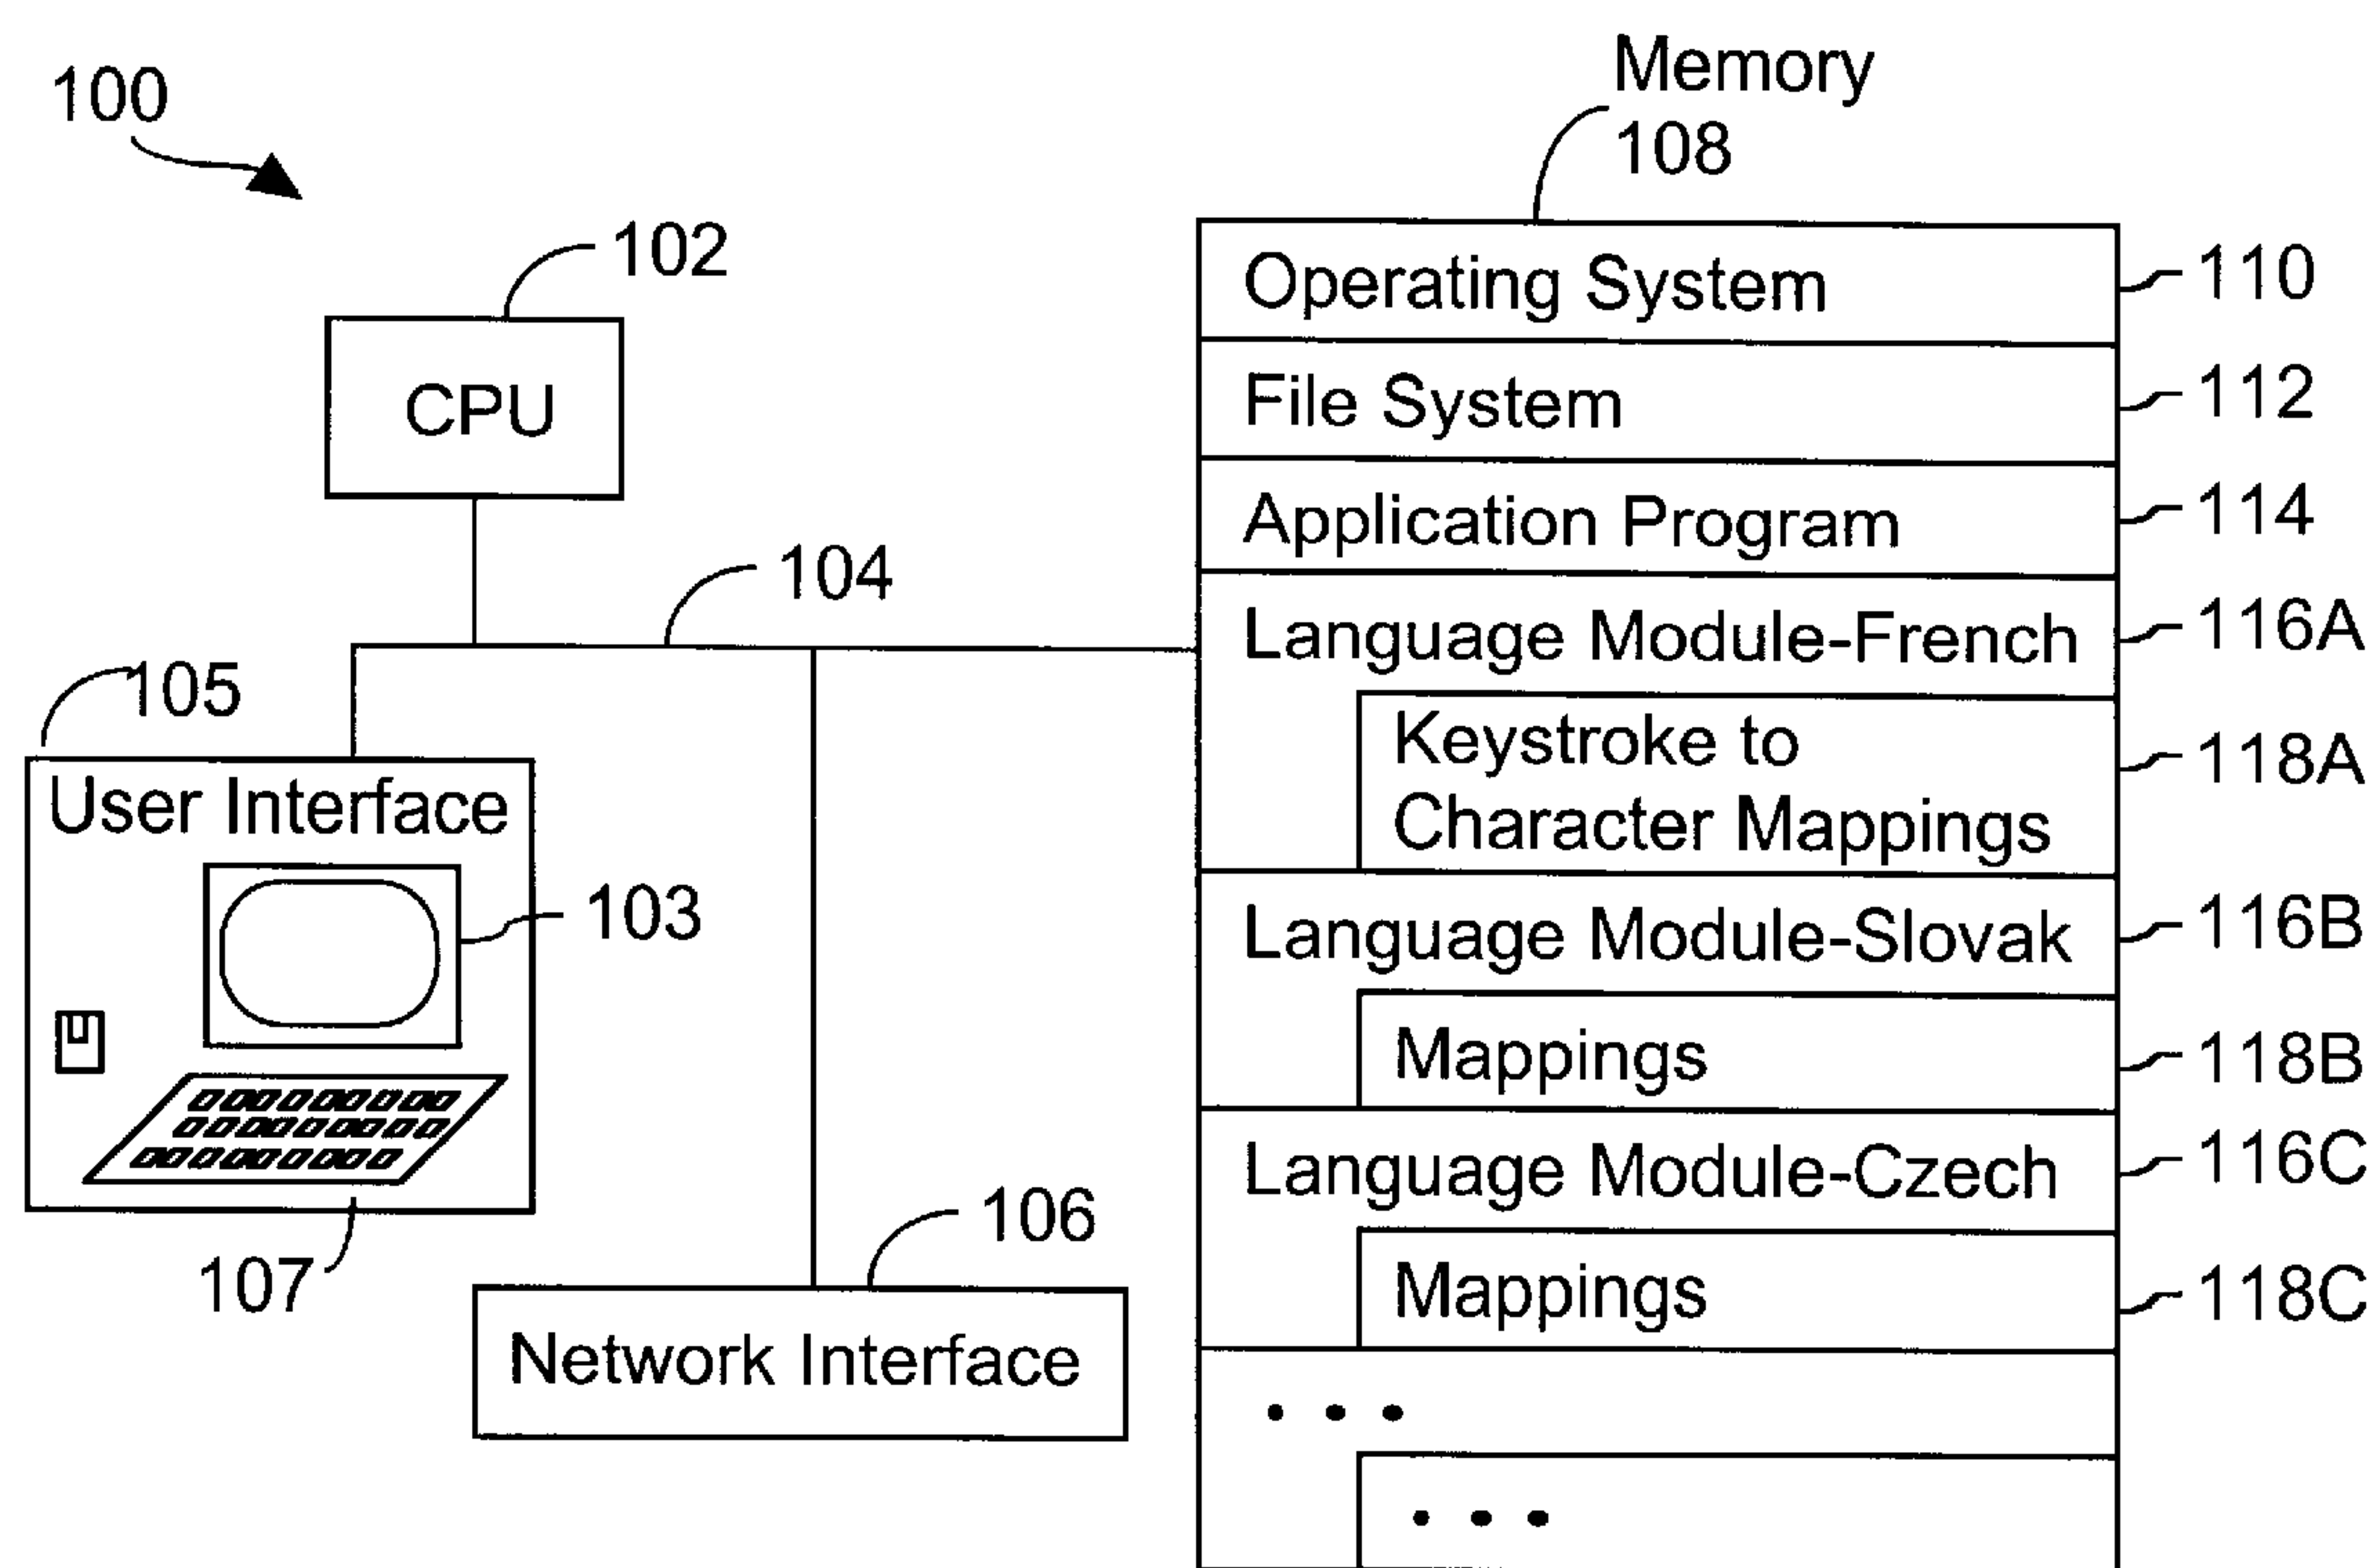 100
102
CPU
104
105
User Interface
103
107
106
Network Interface
Memory
108
Operating System
110
File System
112
Application Program
114
Language Module-French
116A
Keystroke to
Character Mappings
118A
Language Module-Slovak
116B
Mappings
118B
Language Module-Czech
116C
Mappings
118C
• • •
• • •